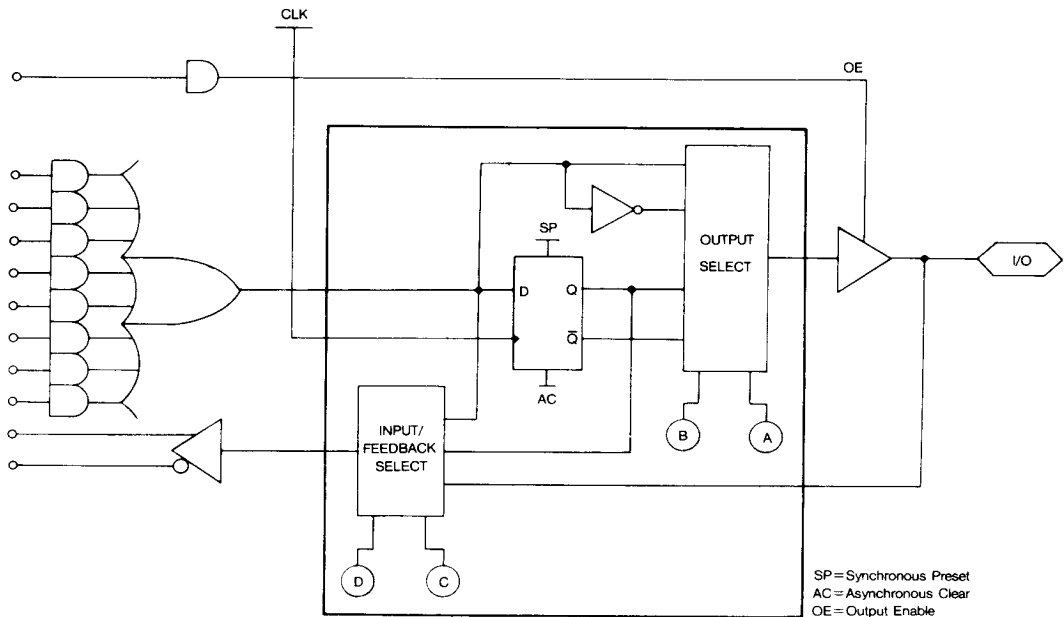 CLK
OE
SP
D Q
Q̅
AC
OUTPUT
SELECT
I/O
B A
INPUT/
FEEDBACK
SELECT
D C
SP=Synchronous Preset
AC=Asynchronous Clear
OE=Output Enable